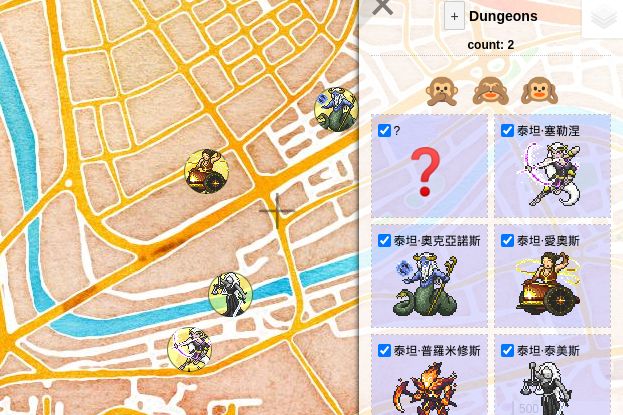 + Dungeons
count: 2
?
泰坦·塞勒涅
泰坦·奧克亞諾斯
泰坦·愛奧斯
泰坦·普羅米修斯
泰坦·泰美斯
500